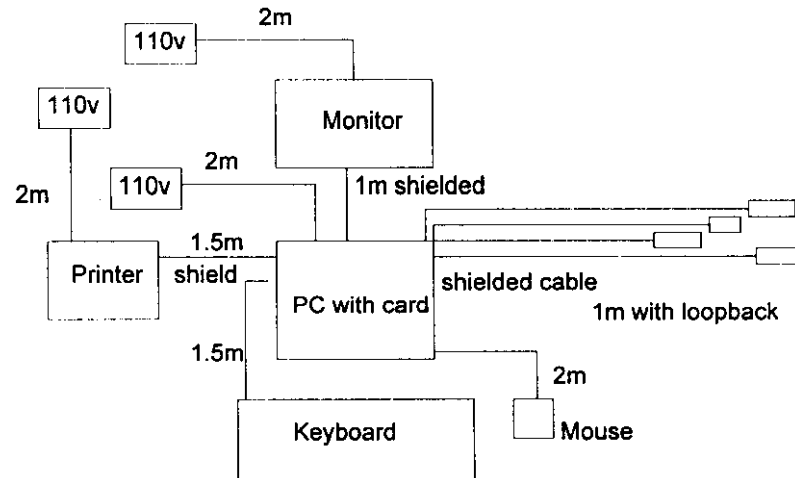 2m
110v
110v
Monitor
2m
110v
2m
1m shielded
1.5m
Printer
shield
PC with card
shielded cable
1m with loopback
1.5m
2m
Keyboard
Mouse